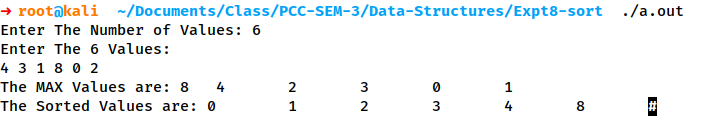 → root@kali ~/Documents/Class/PCC-SEM-3/Data-Structures/Expt8-sort ./a.out
Enter The Number of Values: 6
Enter The 6 Values:
4 3 1 8 0 2
The MAX Values are: 8 4 2 3 0 1
The Sorted Values are: 0 1 2 3 4 8 #